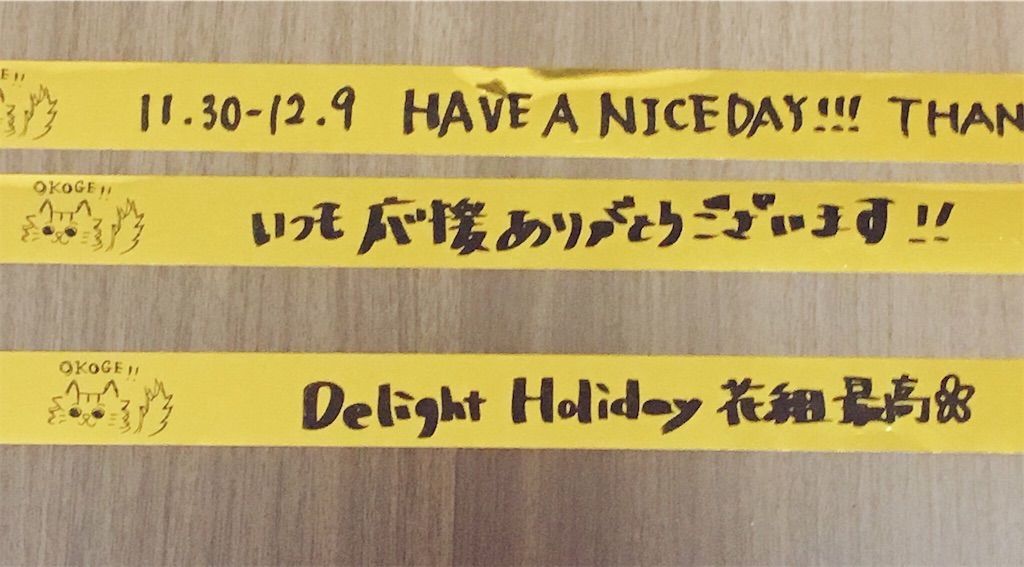 OKOGE!! 11.30-12.9 HAVE A NICE DAY!!! THAN
OKOGE!! いつも応援ありがとうございます!!
OKOGE!! Delight Holiday 花組最高